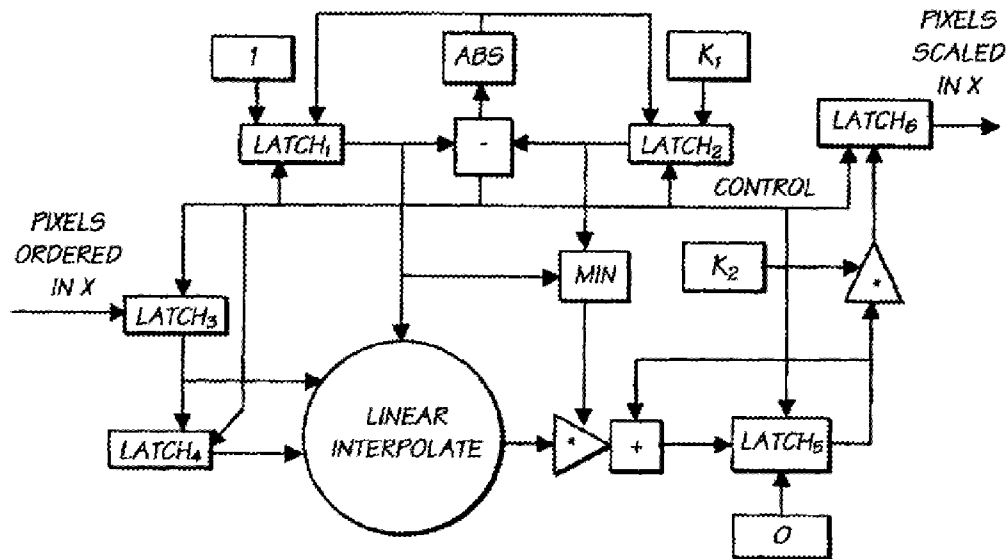 PIXELS
SCALED
IN X
1
ABS
K₁
LATCH₁
-
LATCH₂
LATCH₆
CONTROL
PIXELS
ORDERED
IN X
K₂
*
MIN
LATCH₃
LINEAR
INTERPOLATE
LATCH₄
*
+
LATCH₅
0